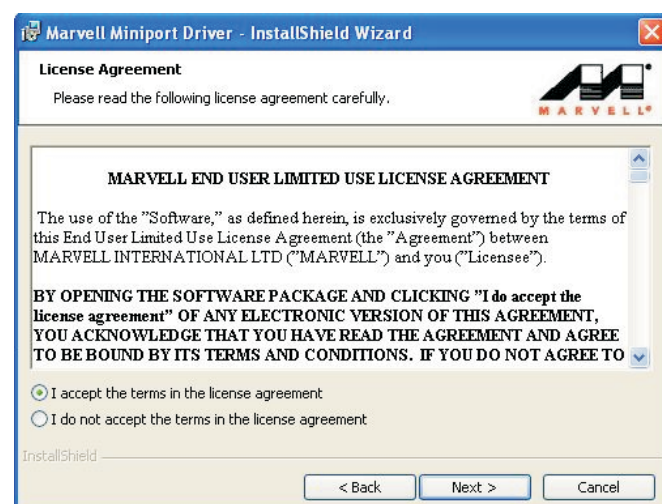 Marvell Miniport Driver - InstallShield Wizard
License Agreement
Please read the following license agreement carefully.
MARVELL®
MARVELL END USER LIMITED USE LICENSE AGREEMENT
The use of the "Software," as defined herein, is exclusively governed by the terms of
this End User Limited Use License Agreement (the "Agreement") between
MARVELL INTERNATIONAL LTD ("MARVELL") and you ("Licensee").
BY OPENING THE SOFTWARE PACKAGE AND CLICKING "I do accept the
license agreement" OF ANY ELECTRONIC VERSION OF THIS AGREEMENT,
YOU ACKNOWLEDGE THAT YOU HAVE READ THE AGREEMENT AND AGREE
TO BE BOUND BY ITS TERMS AND CONDITIONS. IF YOU DO NOT AGREE TO
I accept the terms in the license agreement
I do not accept the terms in the license agreement
InstallShield
< Back Next > Cancel